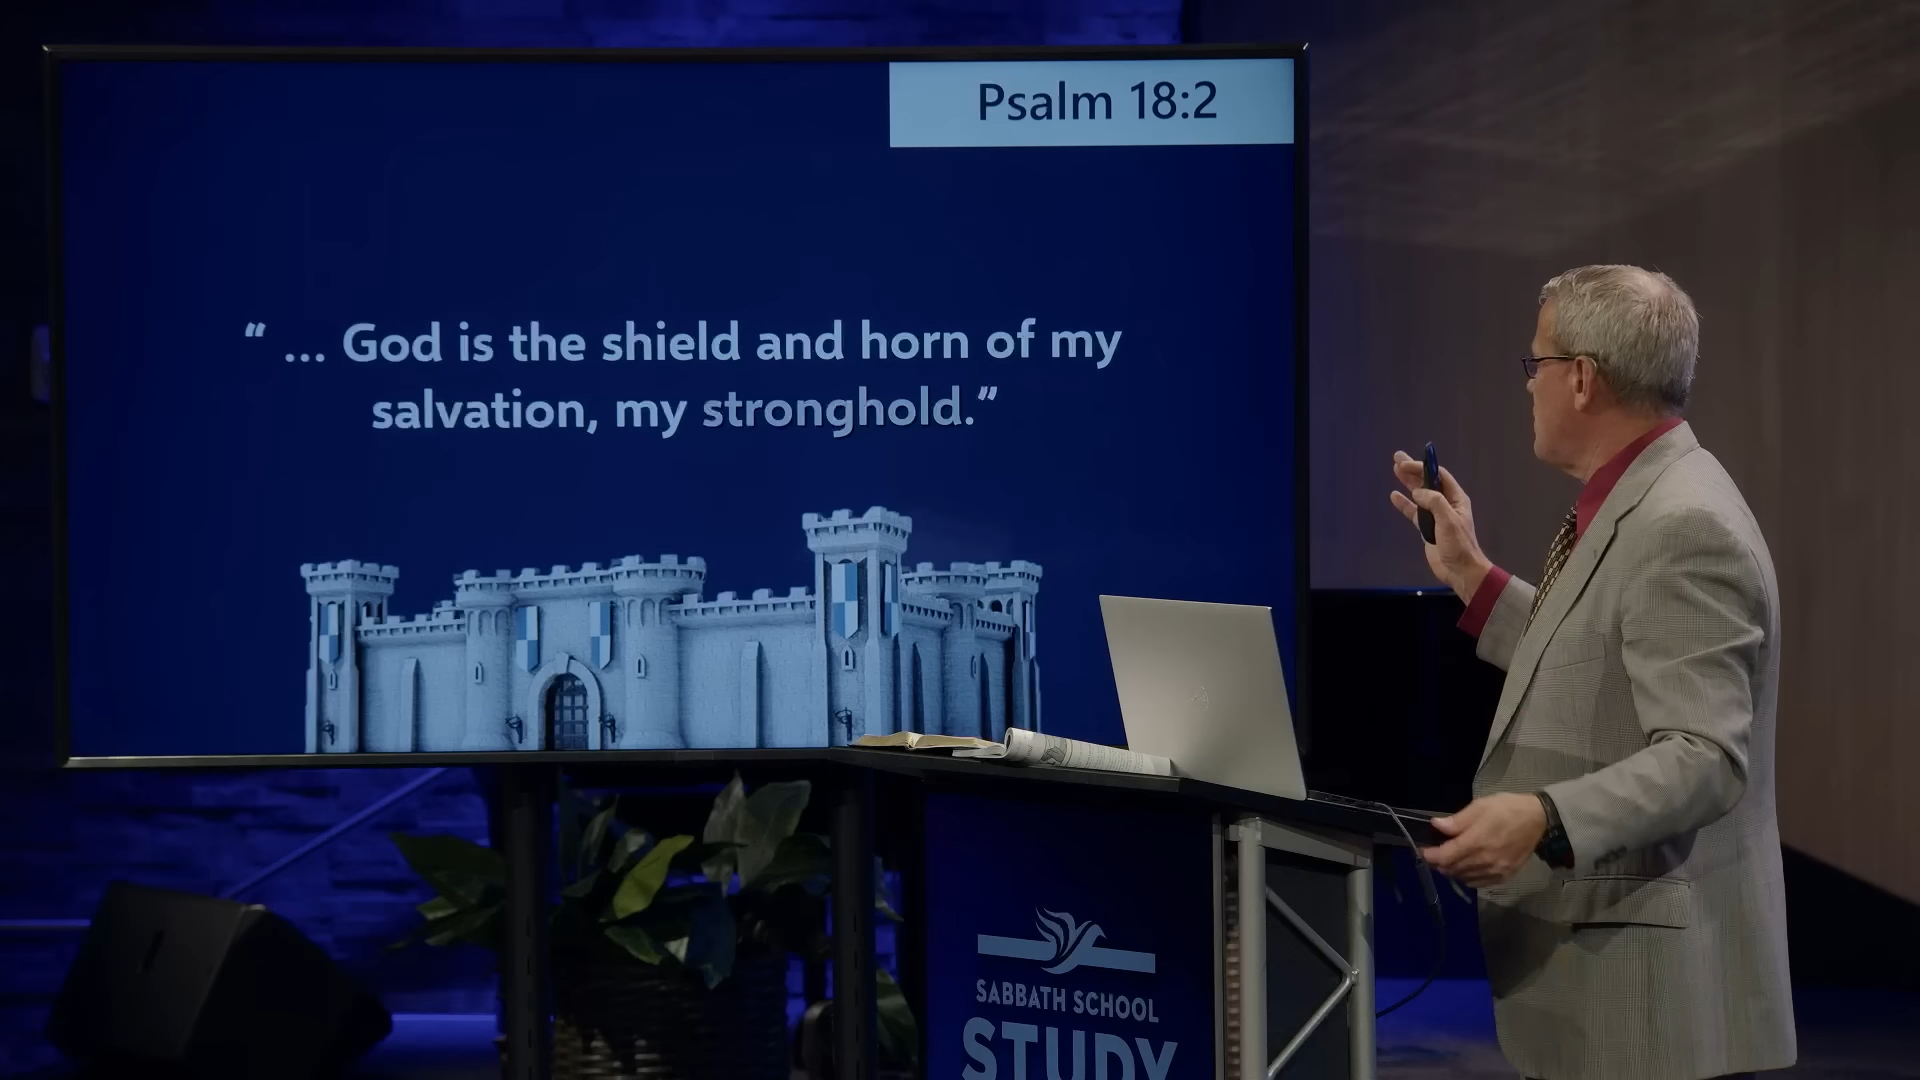 Psalm 18:2
“ ... God is the shield and horn of my
salvation, my stronghold.”
SABBATH SCHOOL
STUDY